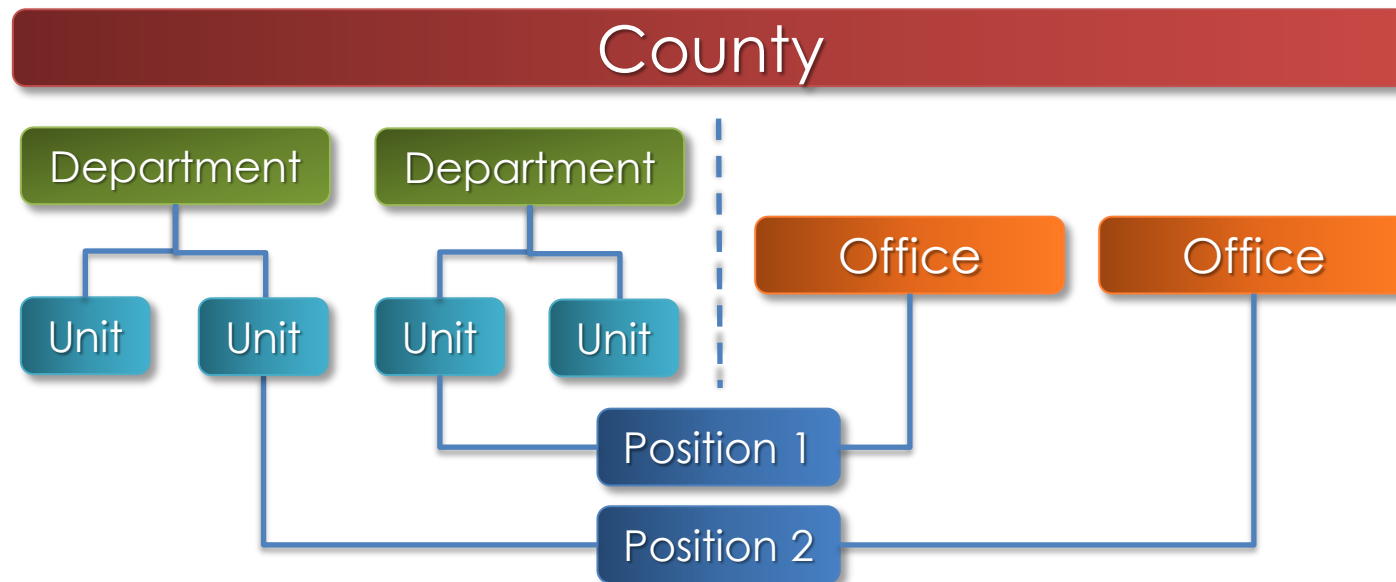 County
Department
Department
Office
Office
Unit
Unit
Unit
Unit
Position 1
Position 2